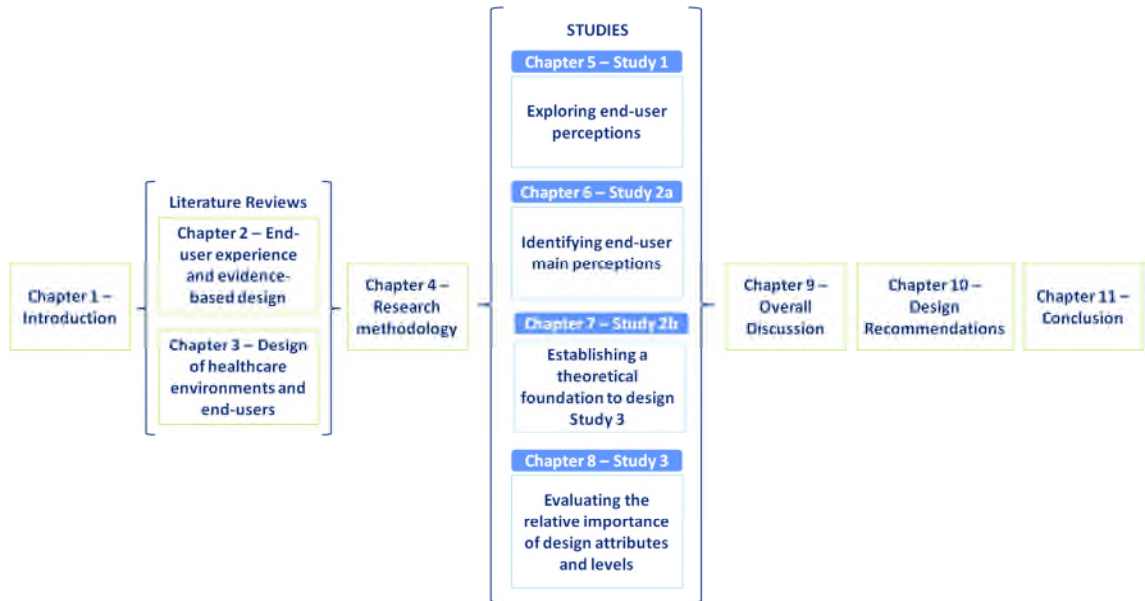 Chapter 1 –
Introduction
Literature Reviews
Chapter 2 – End-
user experience
and evidence-
based design
Chapter 3 – Design
of healthcare
environments and
end-users
Chapter 4 –
Research
methodology
STUDIES
Chapter 5 – Study 1
Exploring end-user
perceptions
Chapter 6 – Study 2a
Identifying end-user
main perceptions
Chapter 7 – Study 2b
Establishing a
theoretical
foundation to design
Study 3
Chapter 8 – Study 3
Evaluating the
relative importance
of design attributes
and levels
Chapter 9 –
Overall
Discussion
Chapter 10 –
Design
Recommendations
Chapter 11 –
Conclusion